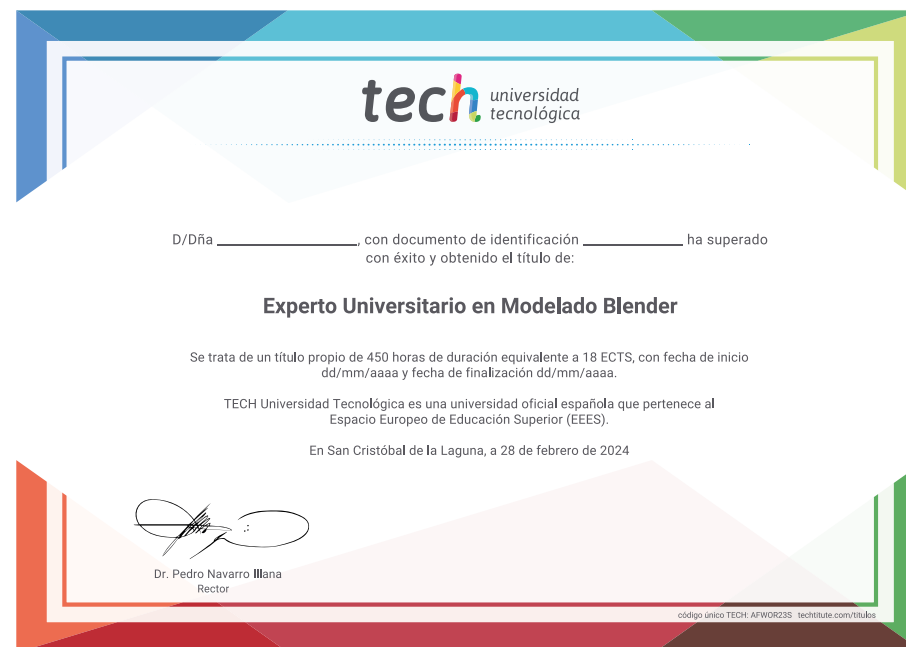 tech universidad
tecnológica
D/Dña ____________________, con documento de identificación ______________ ha superado
con éxito y obtenido el título de:
Experto Universitario en Modelado Blender
Se trata de un título propio de 450 horas de duración equivalente a 18 ECTS, con fecha de inicio
dd/mm/aaaa y fecha de finalización dd/mm/aaaa.
TECH Universidad Tecnológica es una universidad oficial española que pertenece al
Espacio Europeo de Educación Superior (EEES).
En San Cristóbal de la Laguna, a 28 de febrero de 2024
Dr. Pedro Navarro Illana
Rector
código único TECH: AFWOR23S techtitute.com/titulos